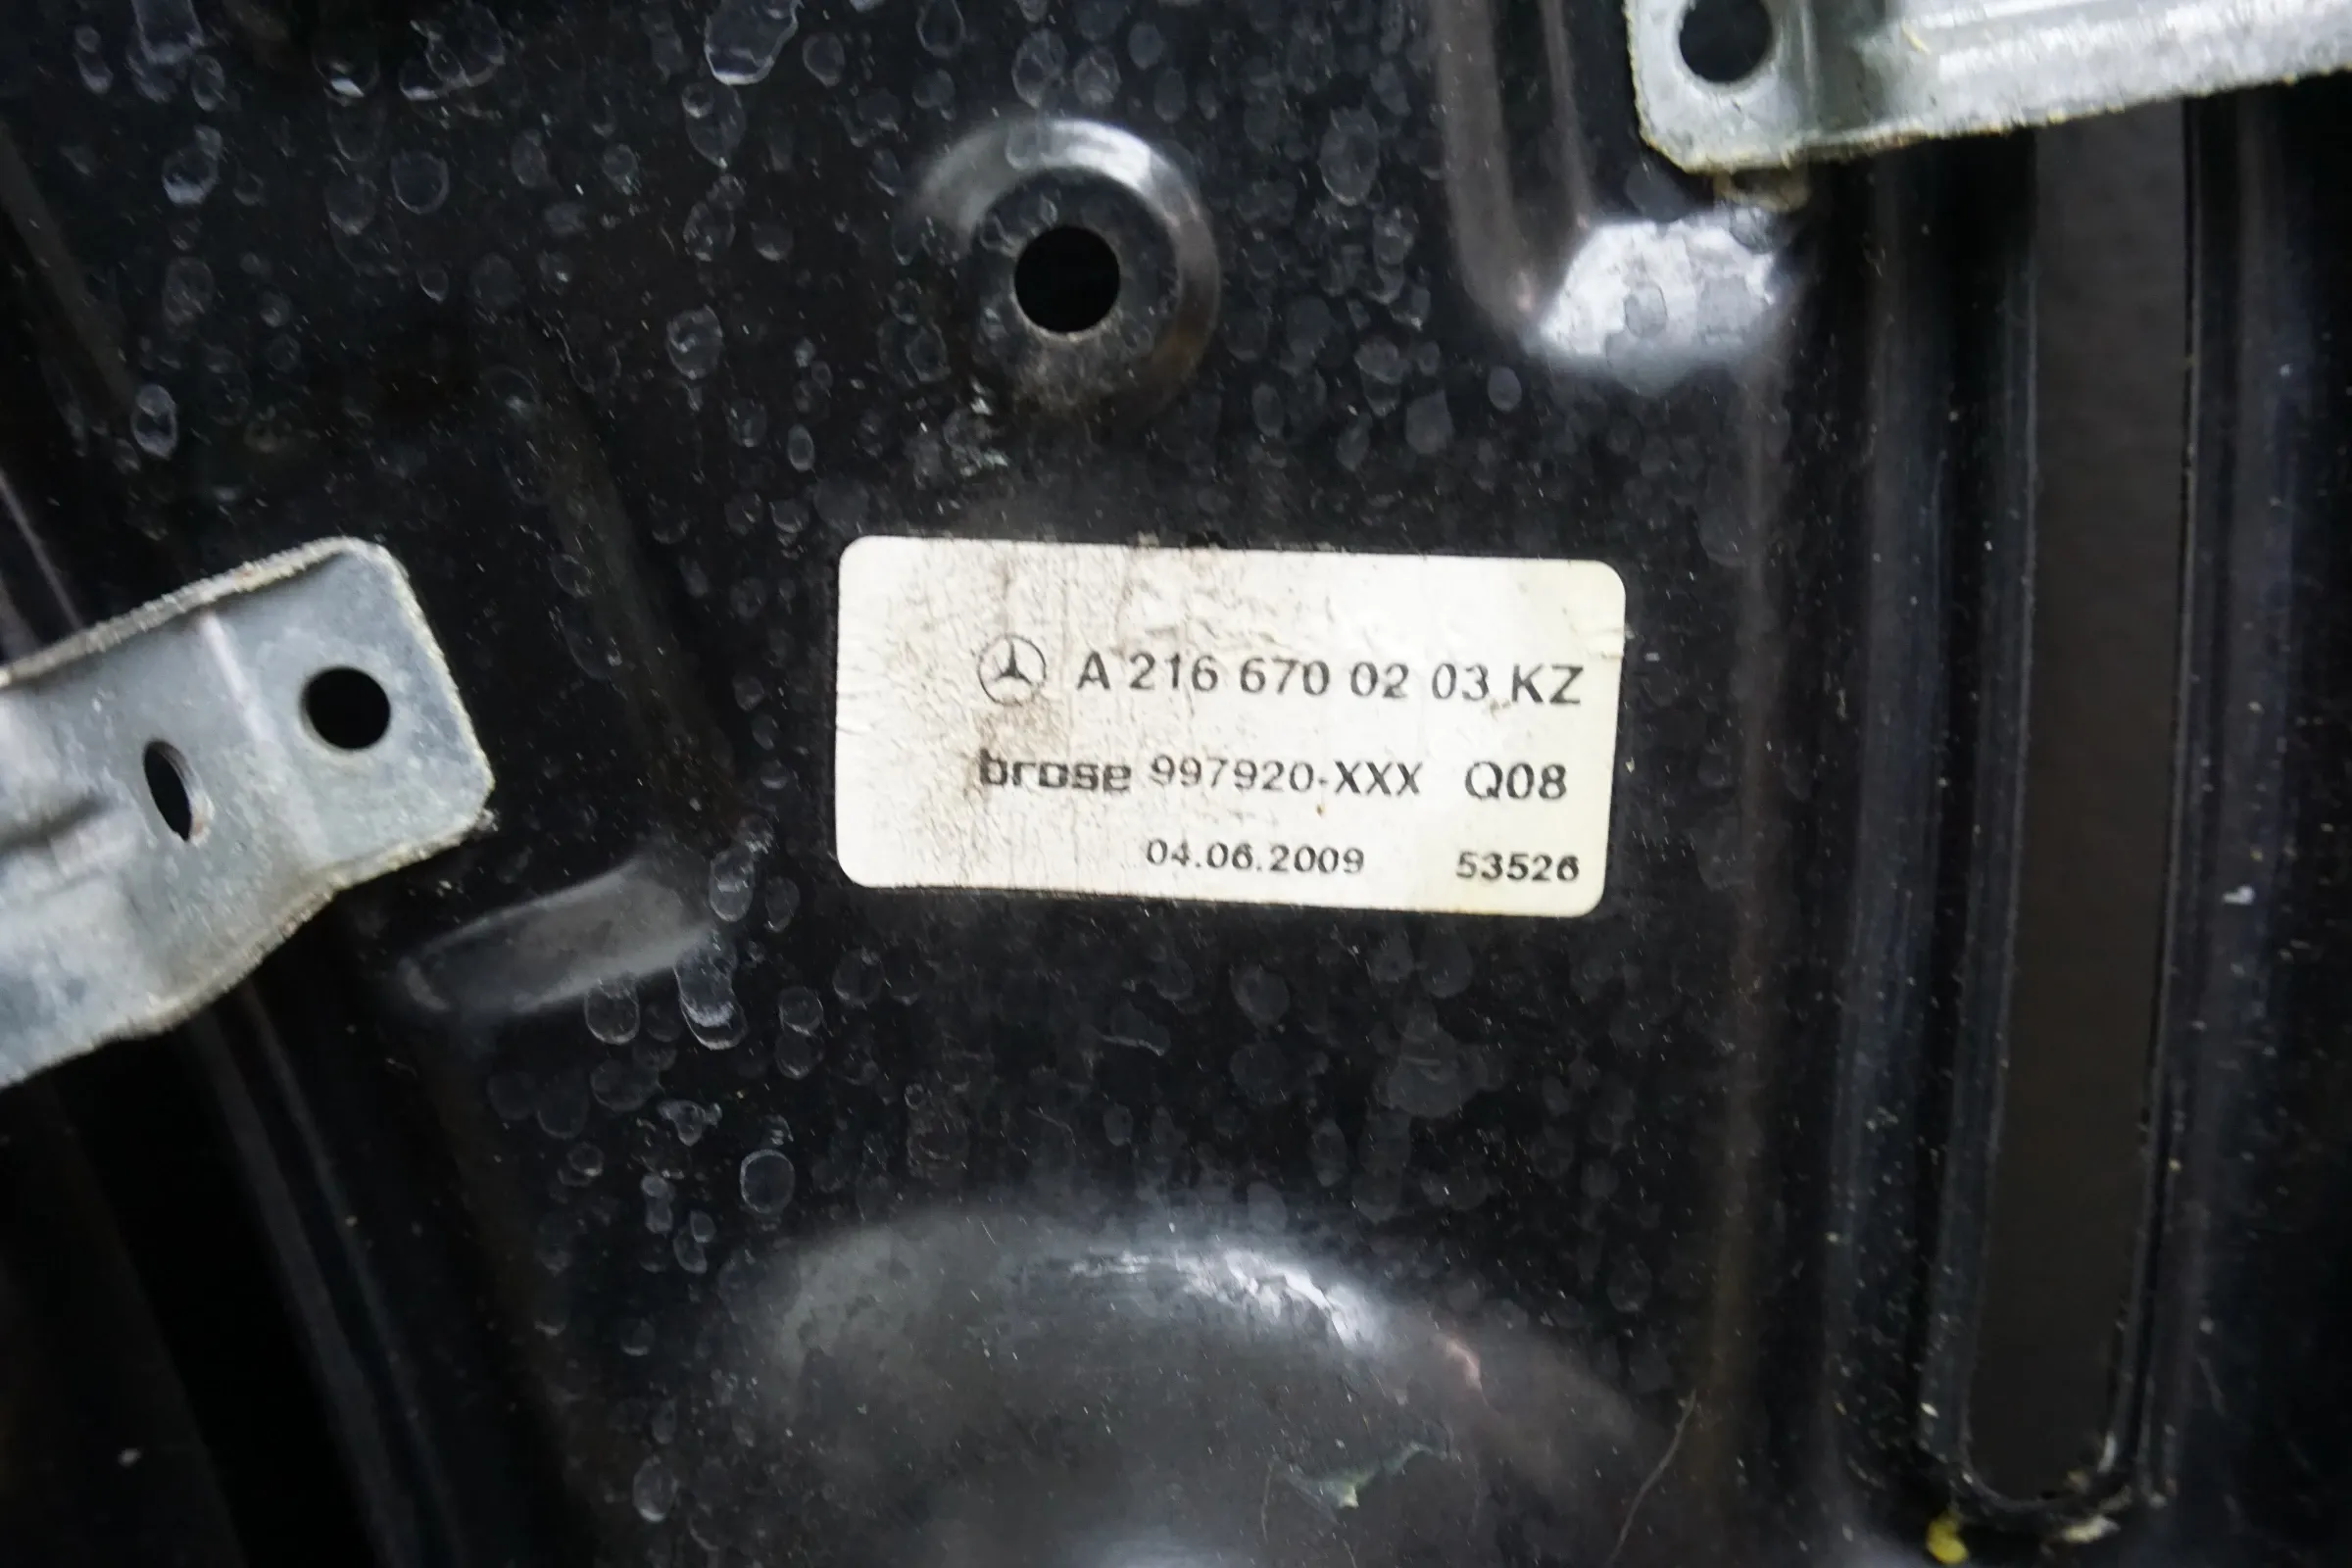 A 216 670 02 03 KZ
brose 997920-XXX Q08
04.06.2009 53526